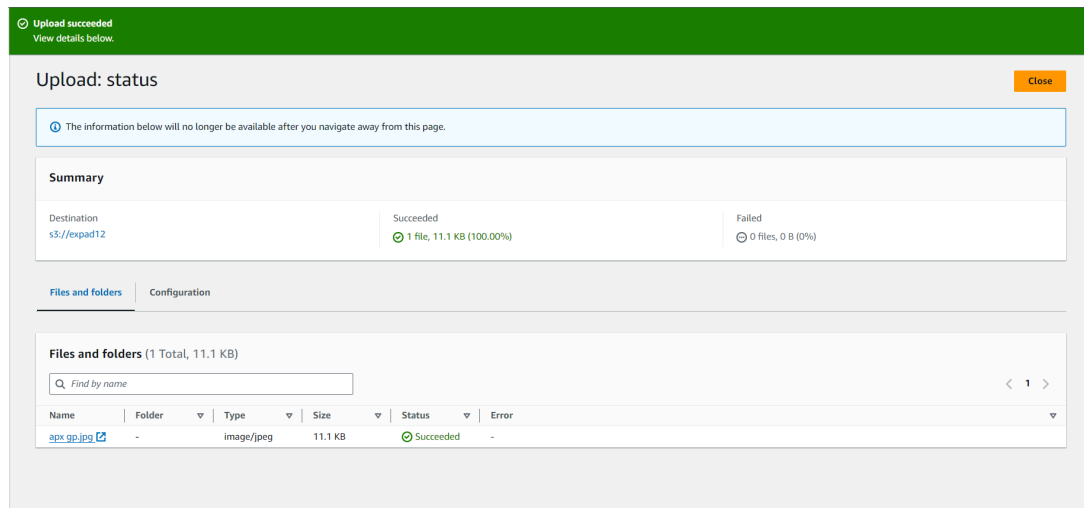 Upload succeeded
View details below.
Upload: status
Close
The information below will no longer be available after you navigate away from this page.
Summary
Destination
s3://expad12
Succeeded
1 file, 11.1 KB (100.00%)
Failed
0 files, 0 B (0%)
Files and folders
Configuration
Files and folders (1 Total, 11.1 KB)
Find by name
1
Name Folder Type Size Status Error
apx gp.jpg - image/jpeg 11.1 KB Succeeded -